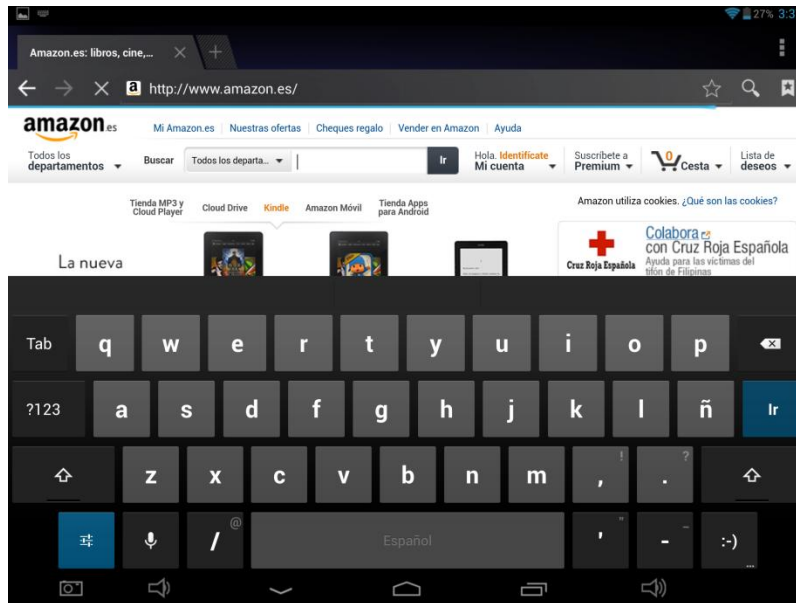 27% 3:3
Amazon.es: libros, cine,...
http://www.amazon.es/
amazon.es
Mi Amazon.es Nuestras ofertas Cheques regalo Vender en Amazon Ayuda
Todos los departamentos
Buscar Todos los departa... Ir
Hola. Identifícate
Mi cuenta
Suscríbete a
Premium
0
Cesta
Lista de
deseos
Tienda MP3 y
Cloud Player
Cloud Drive
Kindle
Amazon Móvil
Tienda Apps
para Android
Amazon utiliza cookies. ¿Qué son las cookies?
La nueva
Cruz Roja Española
Colabora
con Cruz Roja Española
Ayuda para las víctimas del
tifón de Filipinas
Tab q w e r t y u i o p
?123 a s d f g h j k l ñ Ir
z x c v b n m , ! . ?
/ @ Español ' " - _ :-) ...